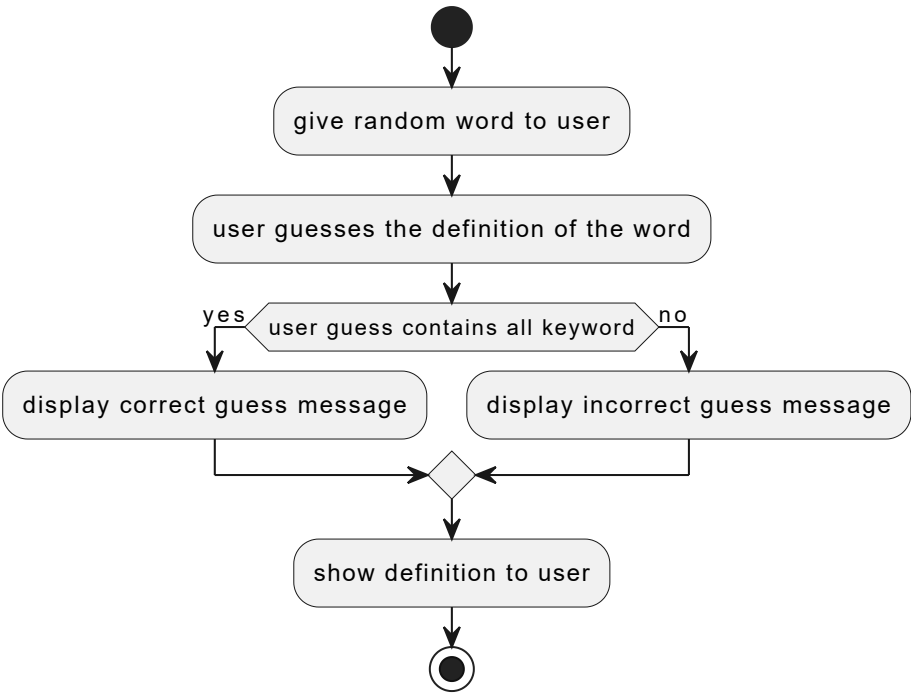 give random word to user
user guesses the definition of the word
yes
user guess contains all keyword
no
display correct guess message
display incorrect guess message
show definition to user